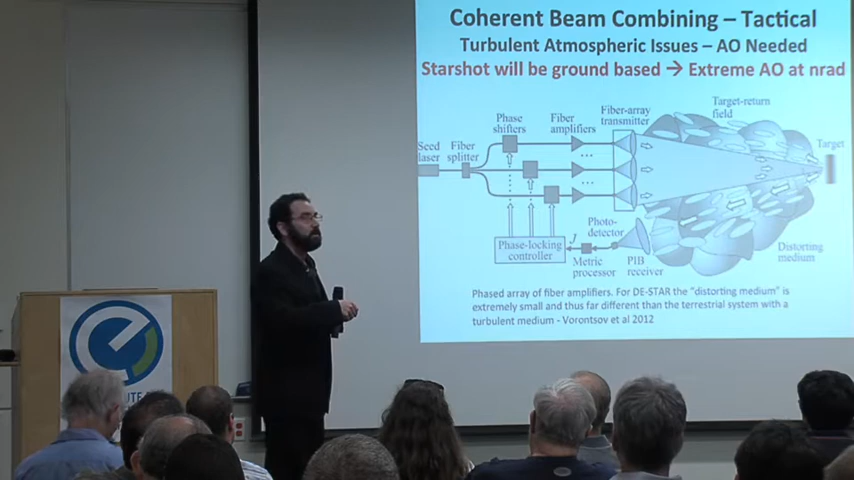 Coherent Beam Combining – Tactical
Turbulent Atmospheric Issues – AO Needed
Starshot will be ground based → Extreme AO at nrad
Seed
laser
Fiber
splitter
Phase
shifters
Fiber
amplifiers
Fiber-array
transmitter
Target-return
field
Target
Phase-locking
controller
J
Metric
processor
Photo-
detector
PIB
receiver
Distorting
medium
Phased array of fiber amplifiers. For DE-STAR the "distorting medium" is
extremely small and thus far different than the terrestrial system with a
turbulent medium - Vorontsov et al 2012